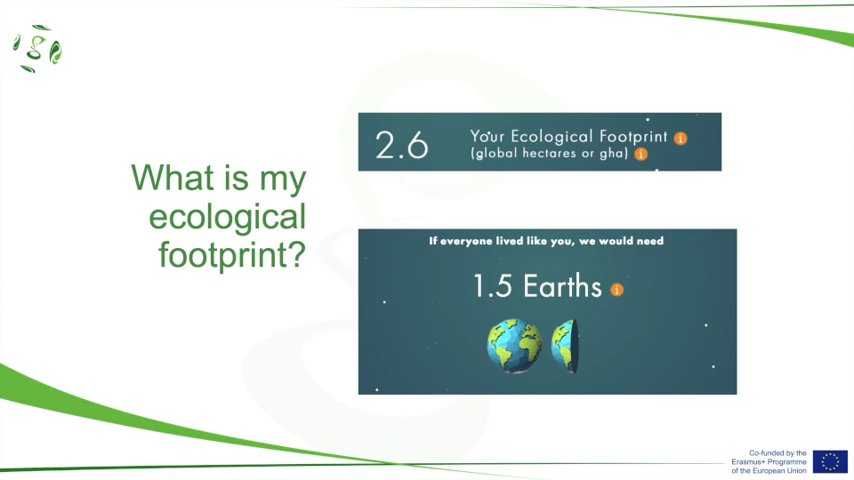 What is my
ecological
footprint?
2.6
Your Ecological Footprint i
(global hectares or gha) i
If everyone lived like you, we would need
1.5 Earths i
Co-funded by the
Erasmus+ Programme
of the European Union